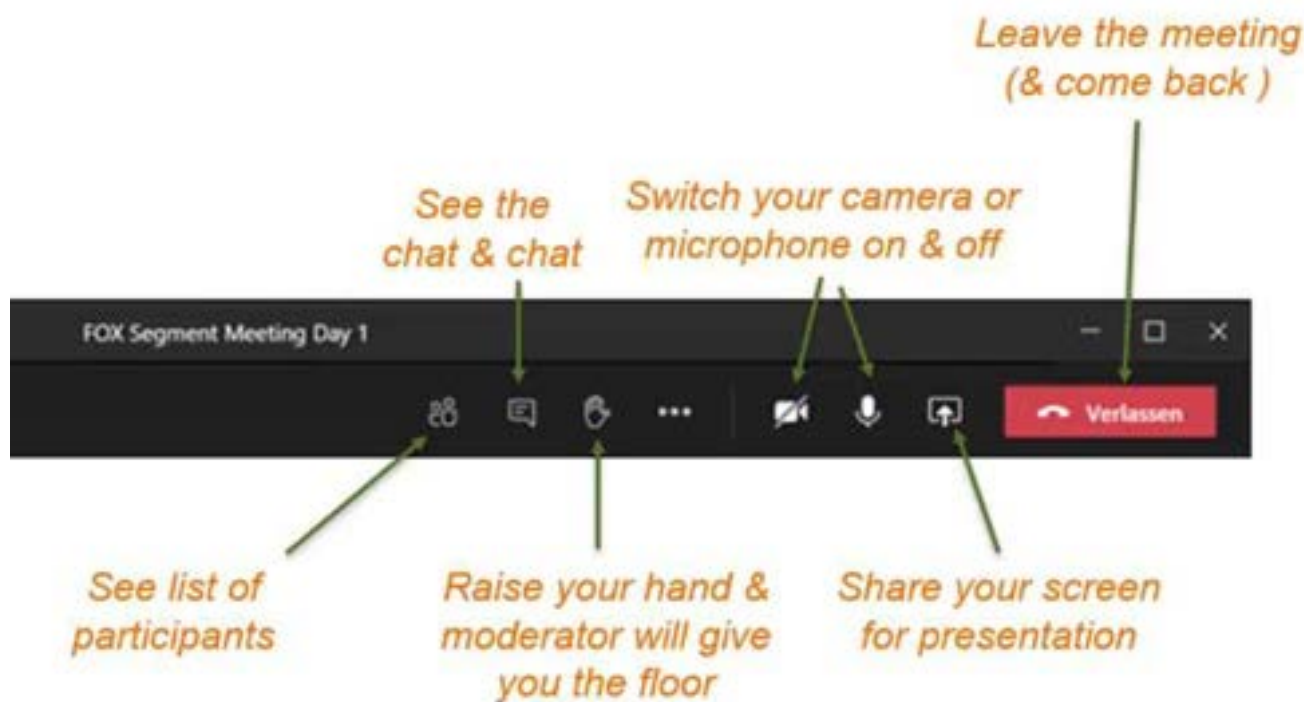 Leave the meeting
(& come back )
See the
chat & chat
Switch your camera or
microphone on & off
FOX Segment Meeting Day 1
Verlassen
See list of
participants
Raise your hand &
moderator will give
you the floor
Share your screen
for presentation